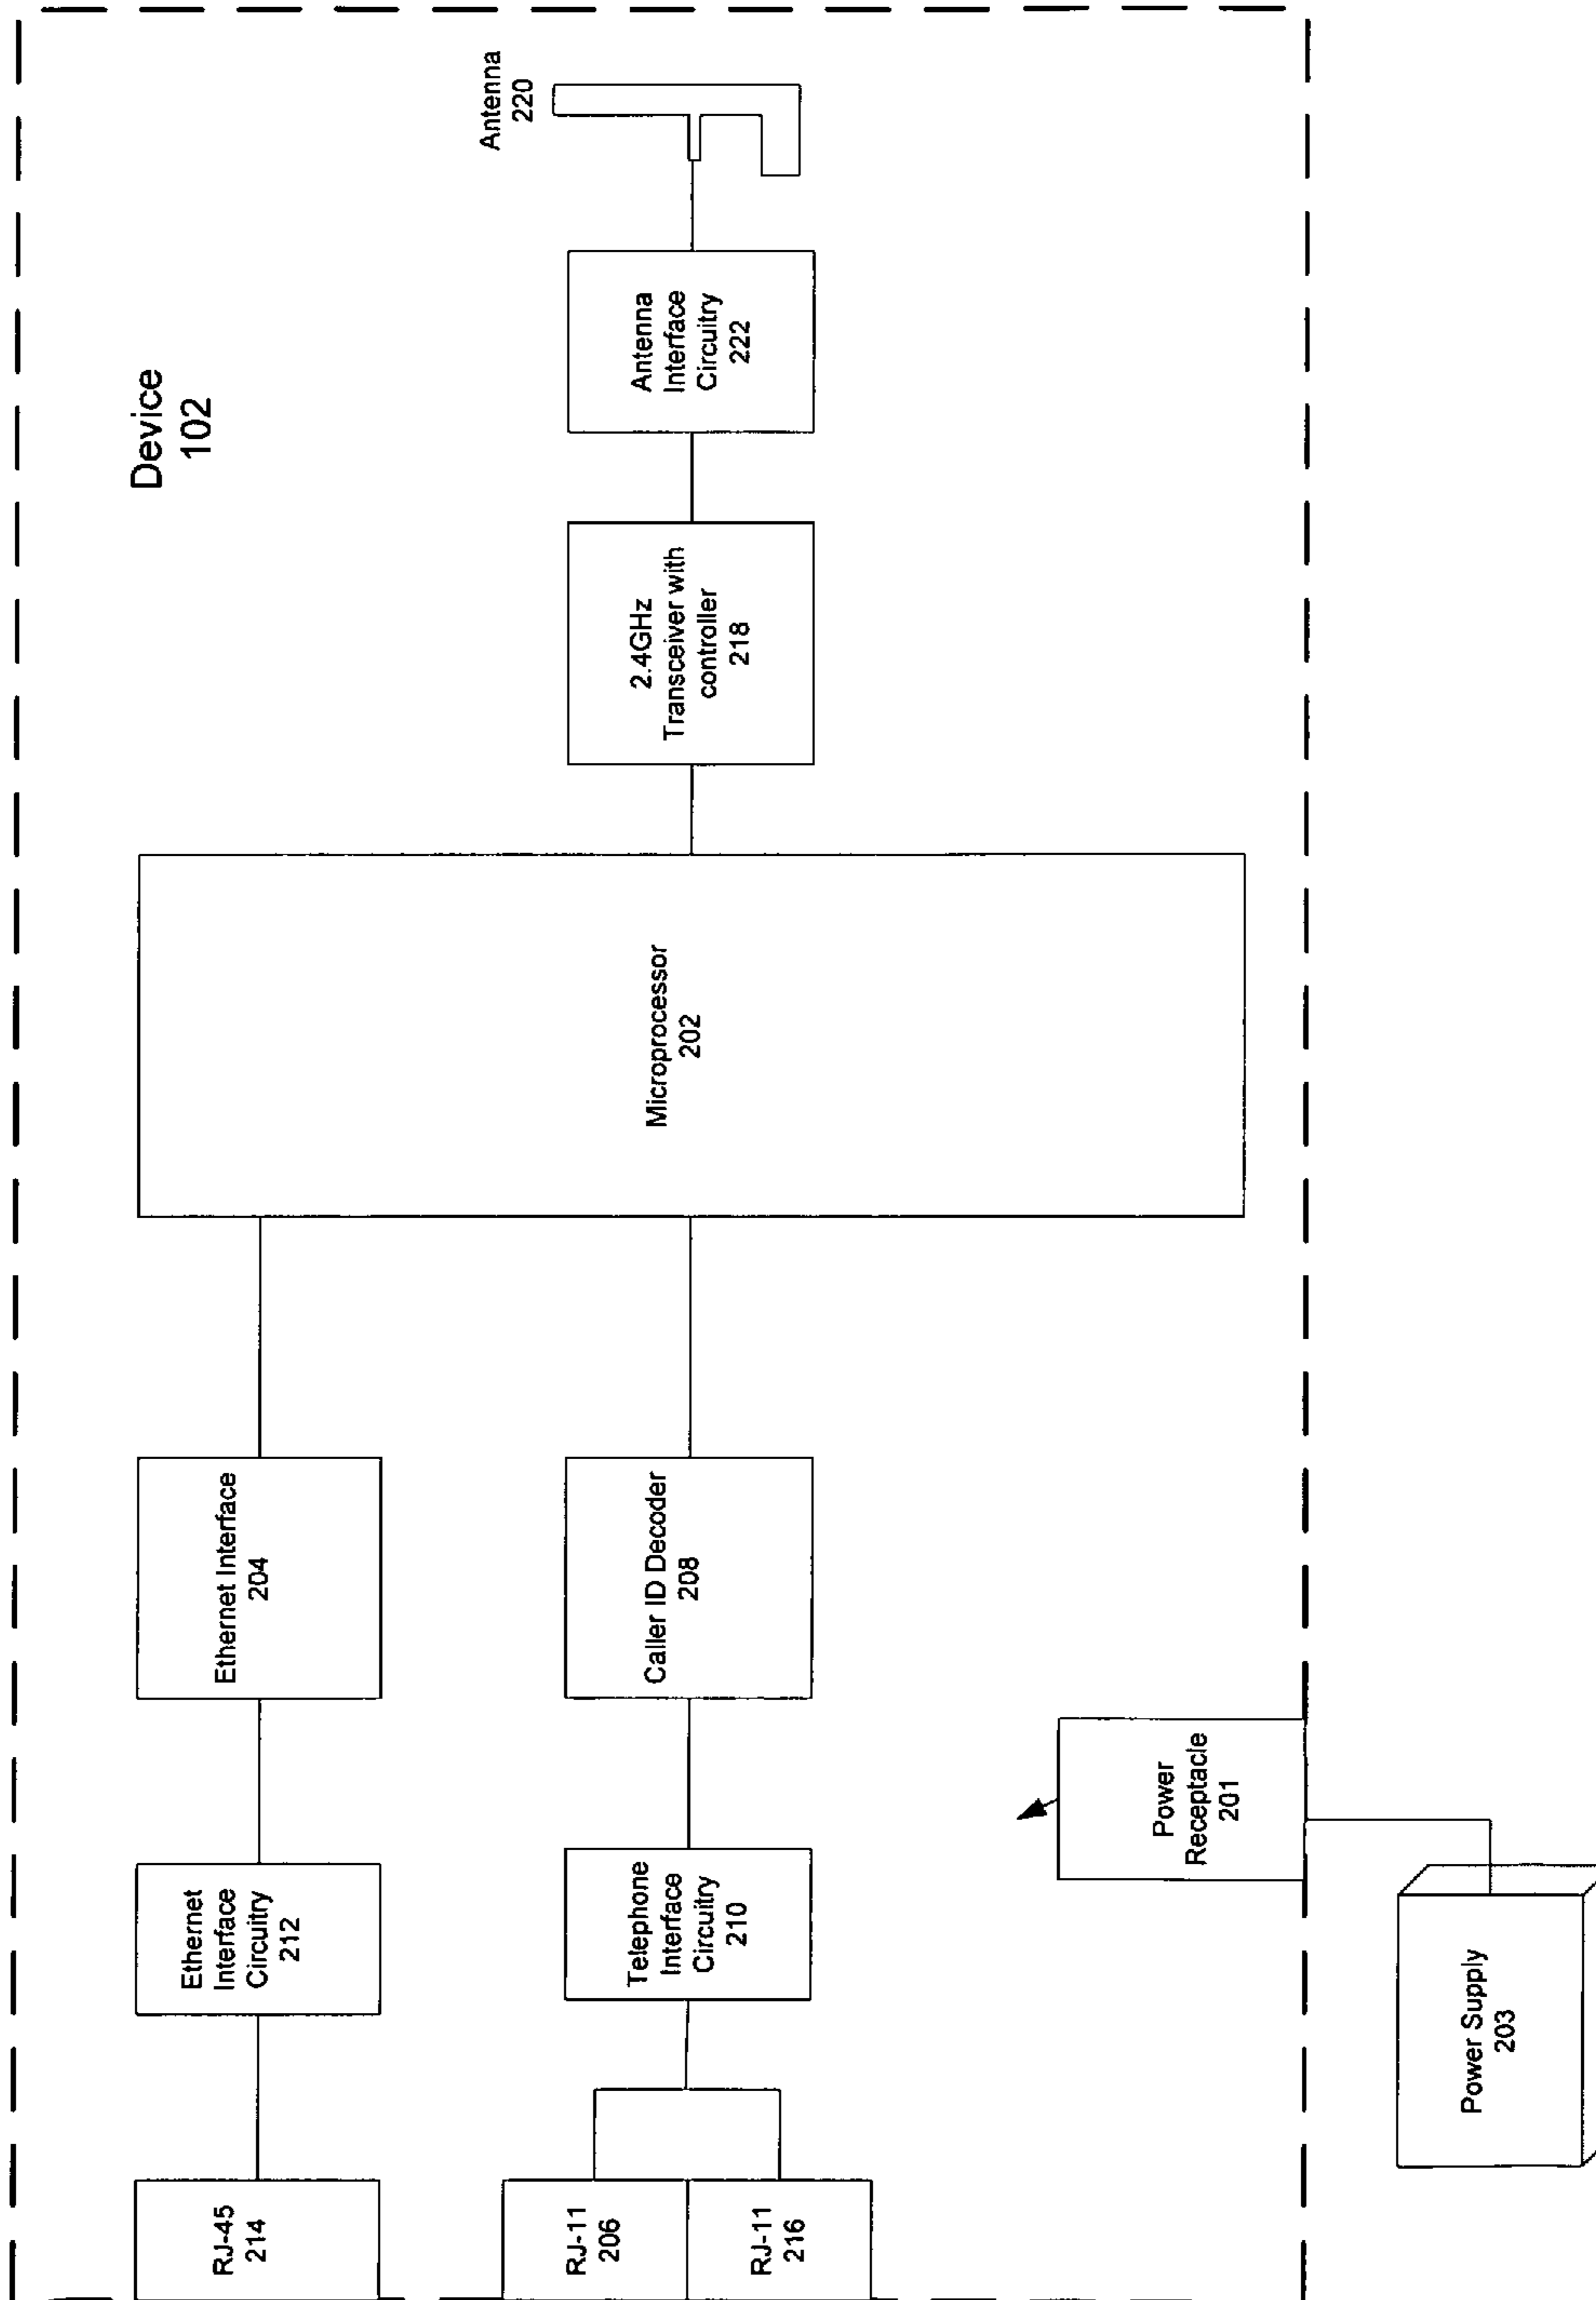 Device
102
RJ-45
214
Ethernet
Interface
Circuitry
212
Ethernet Interface
204
RJ-11
206
RJ-11
216
Telephone
Interface
Circuitry
210
Caller ID Decoder
208
Microprocessor
202
2.4GHz
Transceiver with
controller
218
Antenna
Interface
Circuitry
222
Antenna
220
Power
Receptacle
201
Power Supply
203